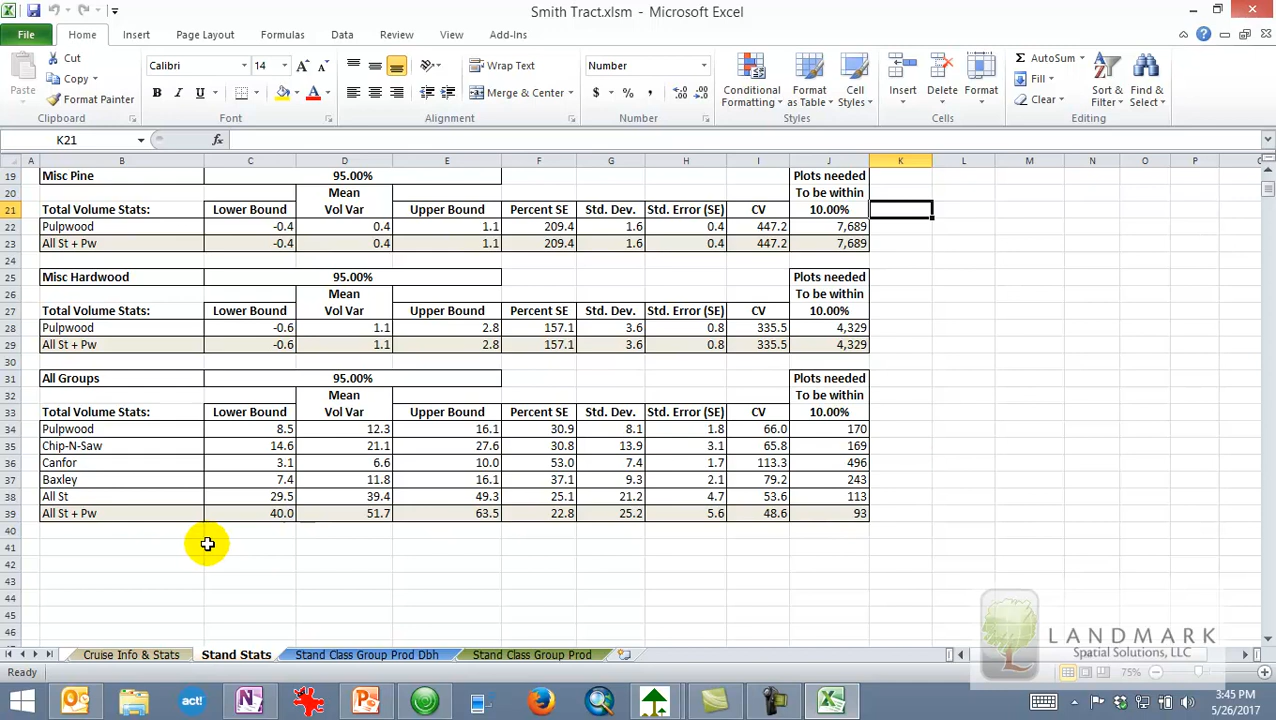 Smith Tract.xlsm - Microsoft Excel
File Home Insert Page Layout Formulas Data Review View Add-Ins
Cut Calibri 14 Wrap Text Number AutoSum
Paste Copy Fill
Format Painter Merge & Center Conditional Formatting Format as Table Cell Styles Insert Delete Format Clear Sort & Filter Find & Select
Clipboard Font Alignment Number Styles Cells Editing
K21 fx
A B C D E F G H I J K L M N O P
19 Misc Pine 95.00% Plots needed
20 Mean To be within
21 Total Volume Stats: Lower Bound Vol Var Upper Bound Percent SE Std. Dev. Std. Error (SE) CV 10.00%
22 Pulpwood -0.4 0.4 1.1 209.4 1.6 0.4 447.2 7,689
23 All St + Pw -0.4 0.4 1.1 209.4 1.6 0.4 447.2 7,689
24
25 Misc Hardwood 95.00% Plots needed
26 Mean To be within
27 Total Volume Stats: Lower Bound Vol Var Upper Bound Percent SE Std. Dev. Std. Error (SE) CV 10.00%
28 Pulpwood -0.6 1.1 2.8 157.1 3.6 0.8 335.5 4,329
29 All St + Pw -0.6 1.1 2.8 157.1 3.6 0.8 335.5 4,329
30
31 All Groups 95.00% Plots needed
32 Mean To be within
33 Total Volume Stats: Lower Bound Vol Var Upper Bound Percent SE Std. Dev. Std. Error (SE) CV 10.00%
34 Pulpwood 8.5 12.3 16.1 30.9 8.1 1.8 66.0 170
35 Chip-N-Saw 14.6 21.1 27.6 30.8 13.9 3.1 65.8 169
36 Canfor 3.1 6.6 10.0 53.0 7.4 1.7 113.3 496
37 Baxley 7.4 11.8 16.1 37.1 9.3 2.1 79.2 243
38 All St 29.5 39.4 49.3 25.1 21.2 4.7 53.6 113
39 All St + Pw 40.0 51.7 63.5 22.8 25.2 5.6 48.6 93
40
41
42
43
44
45
46
LANDMARK
Spatial Solutions, LLC
Cruise Info & Stats Stand Stats Stand Class Group Prod Dbh Stand Class Group Prod
Ready 75%
act! 3:45 PM
5/26/2017